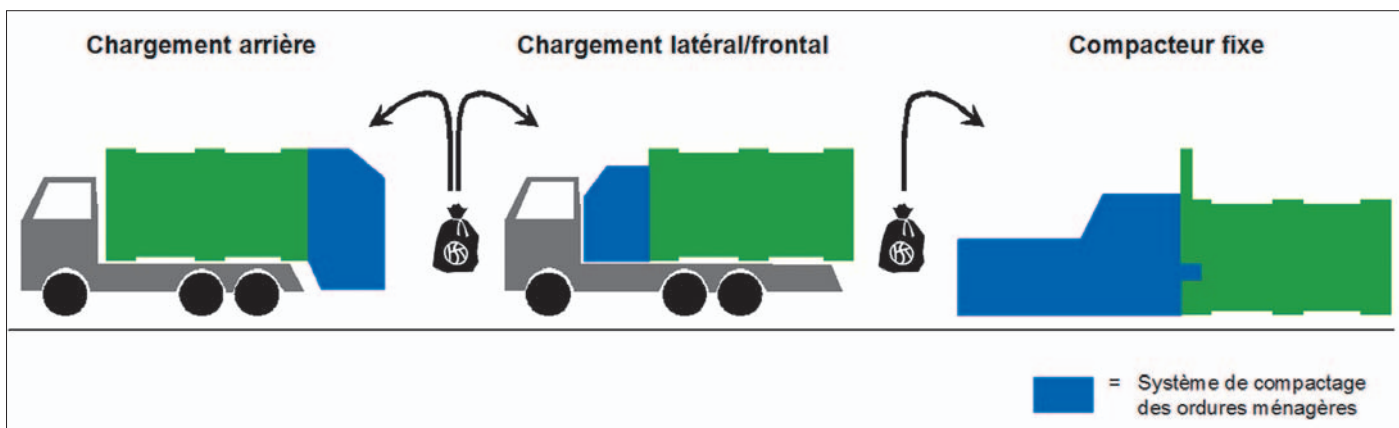 Chargement arrière
Chargement latéral/frontal
Compacteur fixe
= Système de compactage
des ordures ménagères